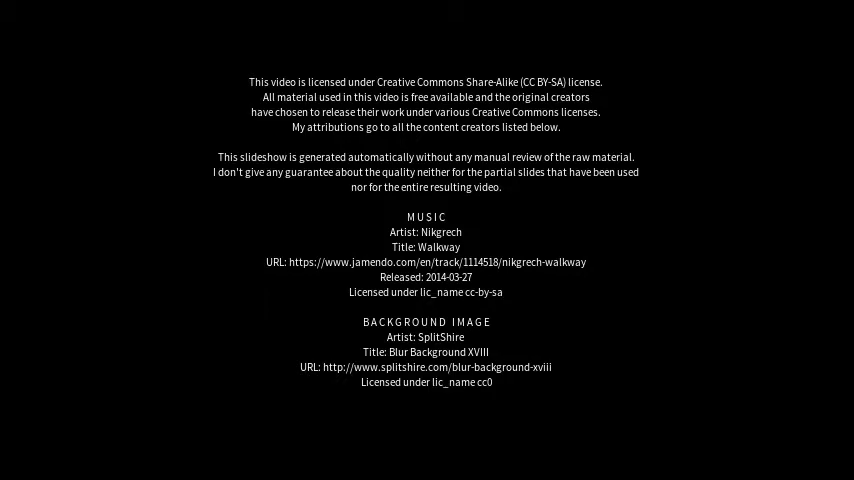 This video is licensed under Creative Commons Share-Alike (CC BY-SA) license.
All material used in this video is free available and the original creators
have chosen to release their work under various Creative Commons licenses.
My attributions go to all the content creators listed below.
This slideshow is generated automatically without any manual review of the raw material.
I don't give any guarantee about the quality neither for the partial slides that have been used
nor for the entire resulting video.
MUSIC
Artist: Nikgrech
Title: Walkway
URL: https://www.jamendo.com/en/track/1114518/nikgrech-walkway
Released: 2014-03-27
Licensed under lic_name cc-by-sa
BACKGROUND IMAGE
Artist: SplitShire
Title: Blur Background XVIII
URL: http://www.splitshire.com/blur-background-xviii
Licensed under lic_name cc0